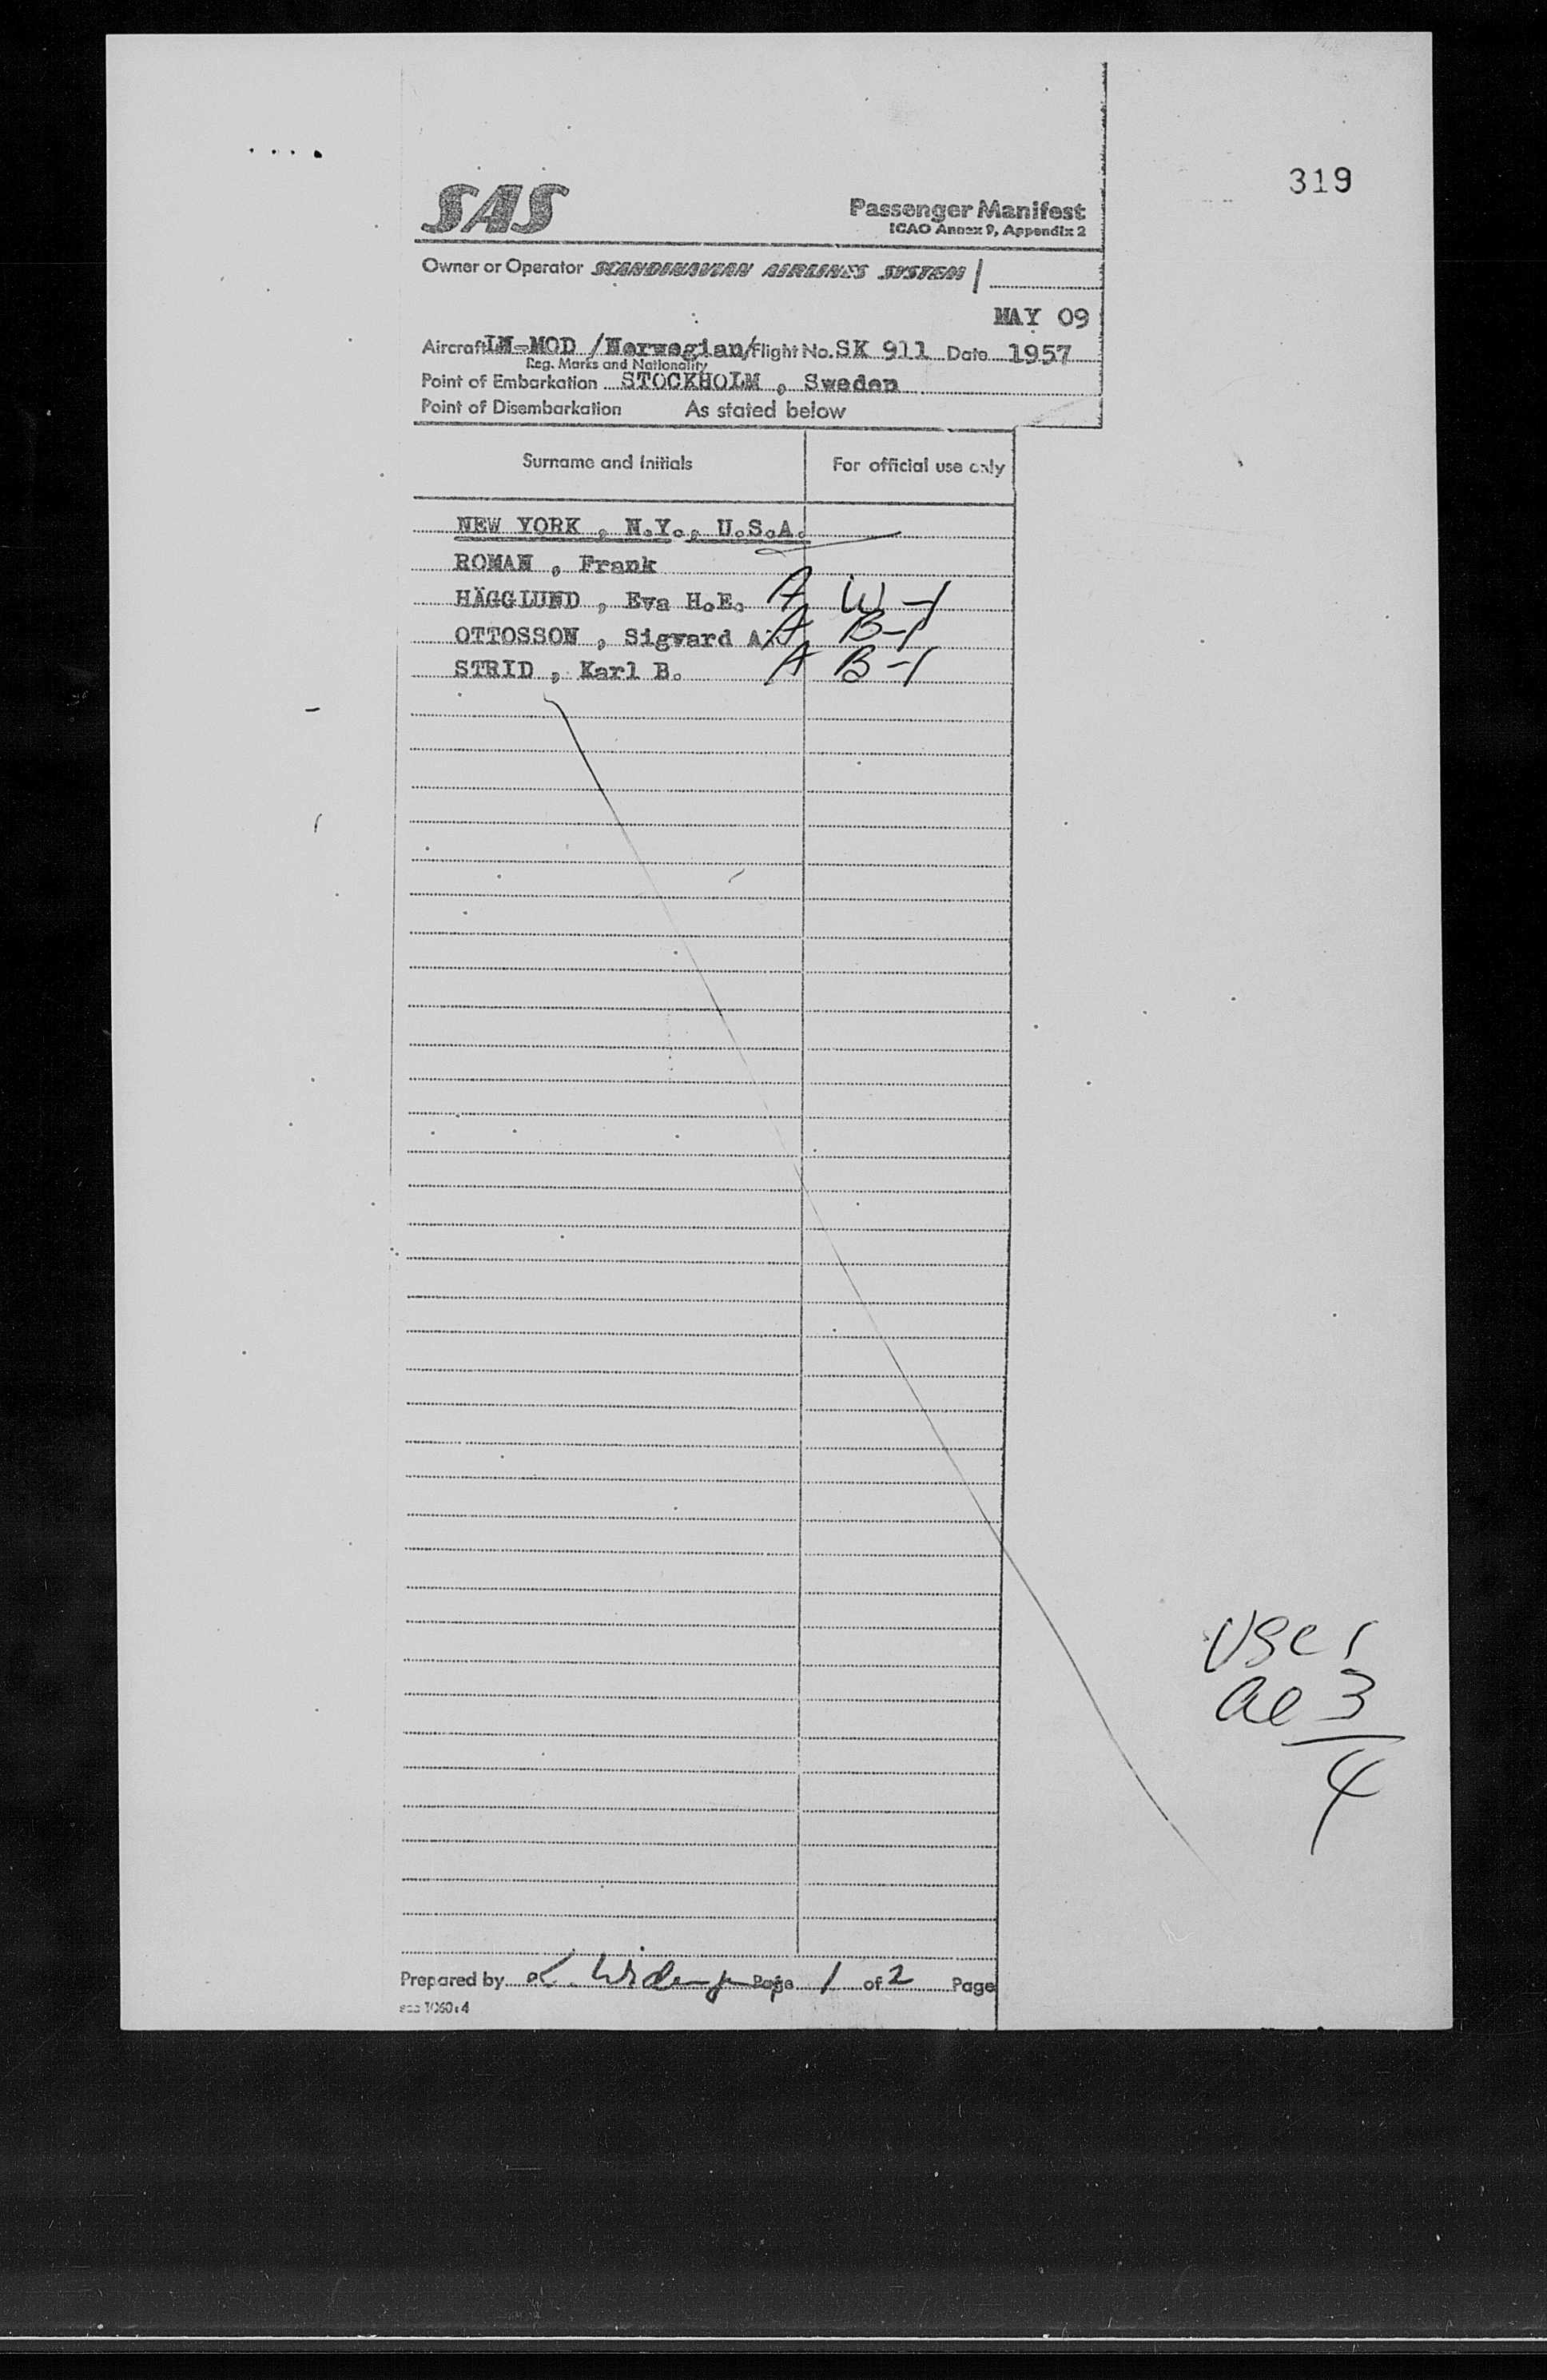 319
SAS
Passenger Manifest
ICAO Annex 9, Appendix 2
Owner or Operator SCANDINAVIAN AIRLINES SYSTEM
MAY 09
Aircraft LN-MOD /Norwegian/ Flight No. SK 911 Date 1957
Reg. Marks and Nationality
Point of Embarkation STOCKHOLM , Sweden
Point of Disembarkation As stated below
Surname and Initials For official use only
NEW YORK , N.Y., U.S.A.
ROMAN , Frank
HÄGGLUND , Eva H.E. A W-1
OTTOSSON , Sigvard A. A B-1
STRID , Karl B. A B-1
USC 1
al 3
4
Prepared by Page 1 of 2 Page